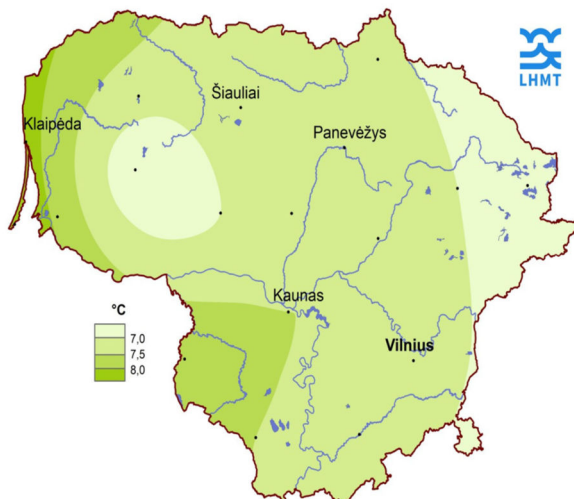 LHMT
Šiauliai
Klaipėda
Panevėžys
Kaunas
°C
7,0
7,5
8,0
Vilnius